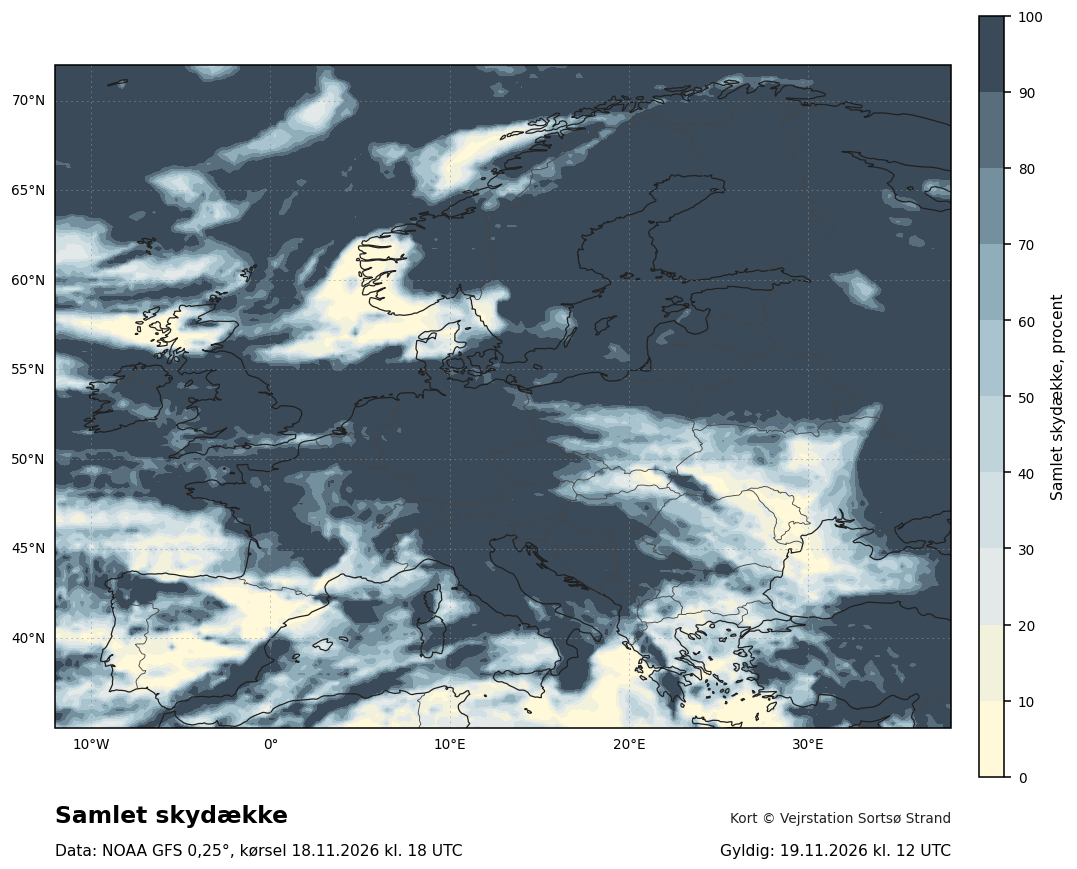 70°N
65°N
60°N
55°N
50°N
45°N
40°N
10°W
0°
10°E
20°E
30°E
100
90
80
70
60
50
40
30
20
10
0
Samlet skydække, procent
Samlet skydække
Kort © Vejrstation Sortsø Strand
Data: NOAA GFS 0,25°, kørsel 18.11.2026 kl. 18 UTC
Gyldig: 19.11.2026 kl. 12 UTC